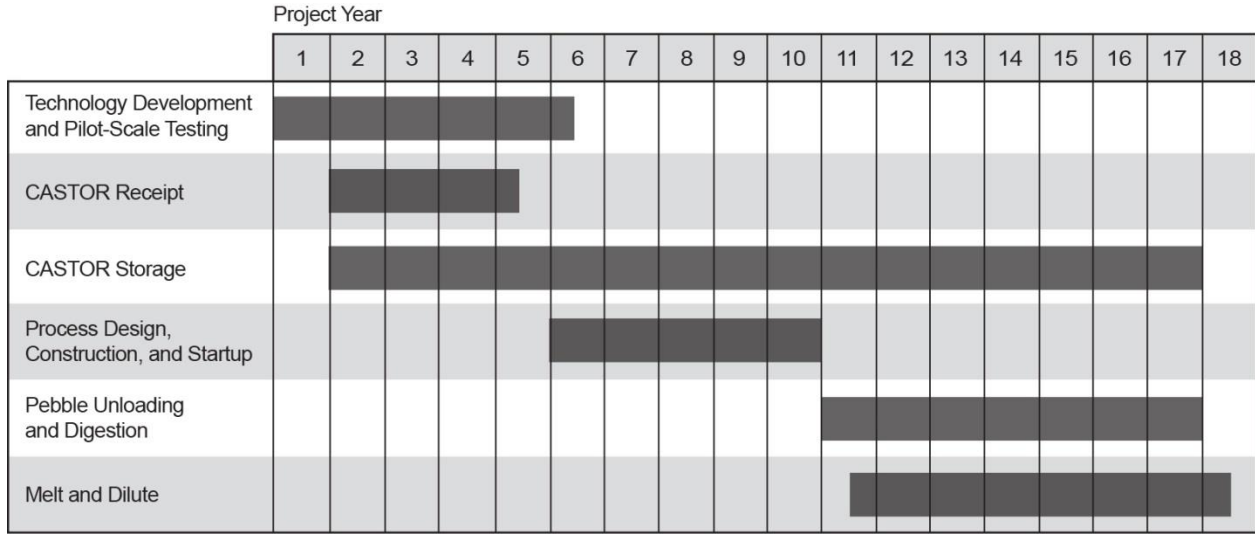 Project Year
1 2 3 4 5 6 7 8 9 10 11 12 13 14 15 16 17 18
Technology Development
and Pilot-Scale Testing
CASTOR Receipt
CASTOR Storage
Process Design,
Construction, and Startup
Pebble Unloading
and Digestion
Melt and Dilute